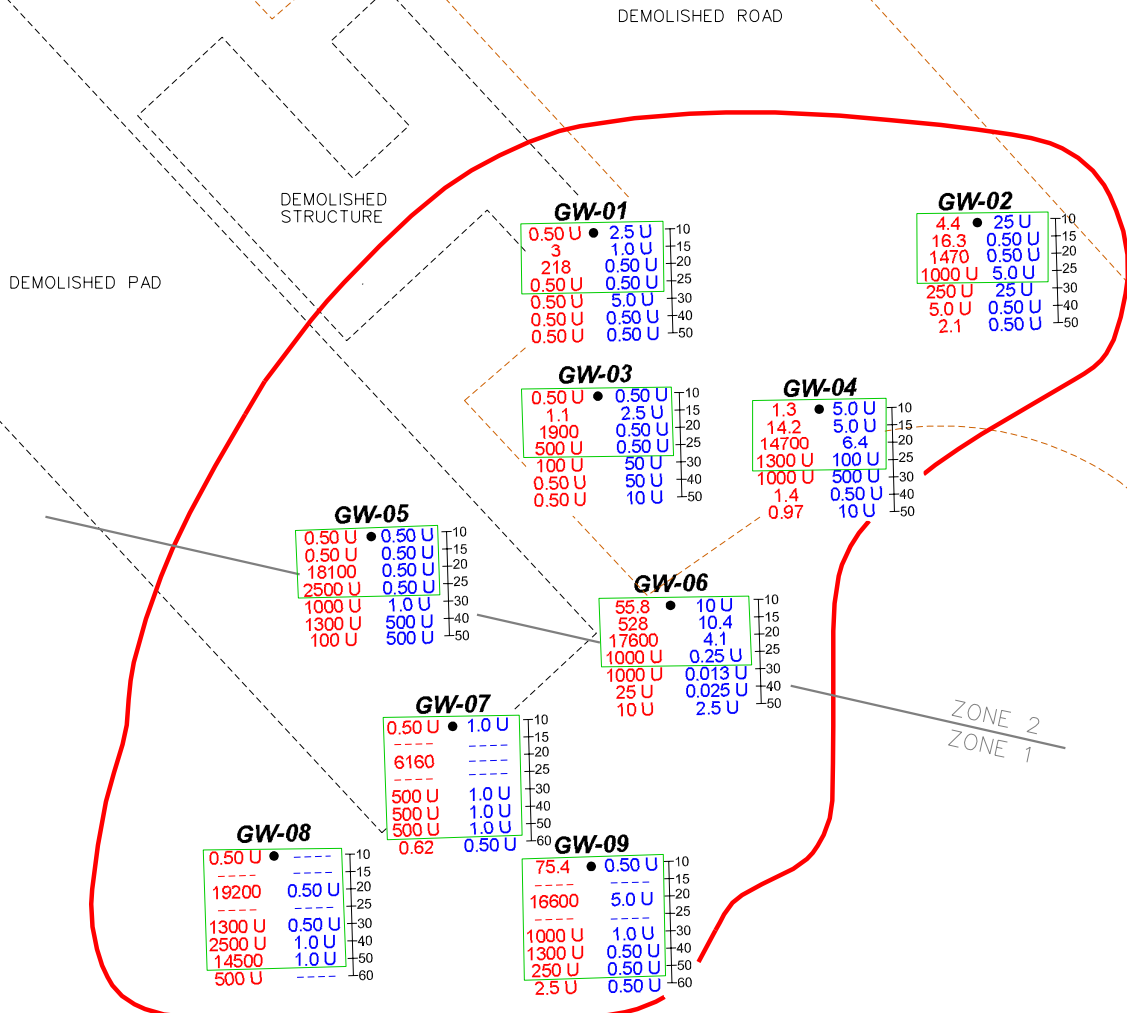 DEMOLISHED ROAD
DEMOLISHED
STRUCTURE
DEMOLISHED PAD
GW-01
0.50 U 2.5 U 10
3 1.0 U 15
218 0.50 U 20
0.50 U 0.50 U 25
0.50 U 5.0 U 30
0.50 U 0.50 U 40
0.50 U 0.50 U 50
GW-02
4.4 25 U 10
16.3 0.50 U 15
1470 0.50 U 20
1000 U 5.0 U 25
250 U 25 U 30
5.0 U 0.50 U 40
2.1 0.50 U 50
GW-03
0.50 U 0.50 U 10
1.1 2.5 U 15
1900 0.50 U 20
500 U 0.50 U 25
100 U 50 U 30
0.50 U 50 U 40
0.50 U 10 U 50
GW-04
1.3 5.0 U 10
14.2 5.0 U 15
14700 6.4 20
1300 U 100 U 25
1000 U 500 U 30
1.4 0.50 U 40
0.97 10 U 50
GW-05
0.50 U 0.50 U 10
0.50 U 0.50 U 15
18100 0.50 U 20
2500 U 0.50 U 25
1000 U 1.0 U 30
1300 U 500 U 40
100 U 500 U 50
GW-06
55.8 10 U 10
528 10.4 15
17600 4.1 20
1000 U 0.25 U 25
1000 U 0.013 U 30
25 U 0.025 U 40
10 U 2.5 U 50
ZONE 2
ZONE 1
GW-07
0.50 U 1.0 U 10
---- ---- 15
6160 ---- 20
---- ---- 25
500 U 1.0 U 30
500 U 1.0 U 40
500 U 1.0 U 50
0.62 0.50 U 60
GW-08
0.50 U ---- 10
---- ---- 15
19200 0.50 U 20
---- ---- 25
1300 U 0.50 U 30
2500 U 1.0 U 40
14500 1.0 U 50
500 U ---- 60
GW-09
75.4 0.50 U 10
---- ---- 15
16600 5.0 U 20
---- ---- 25
1000 U 1.0 U 30
1300 U 0.50 U 40
250 U 0.50 U 50
2.5 U 0.50 U 60